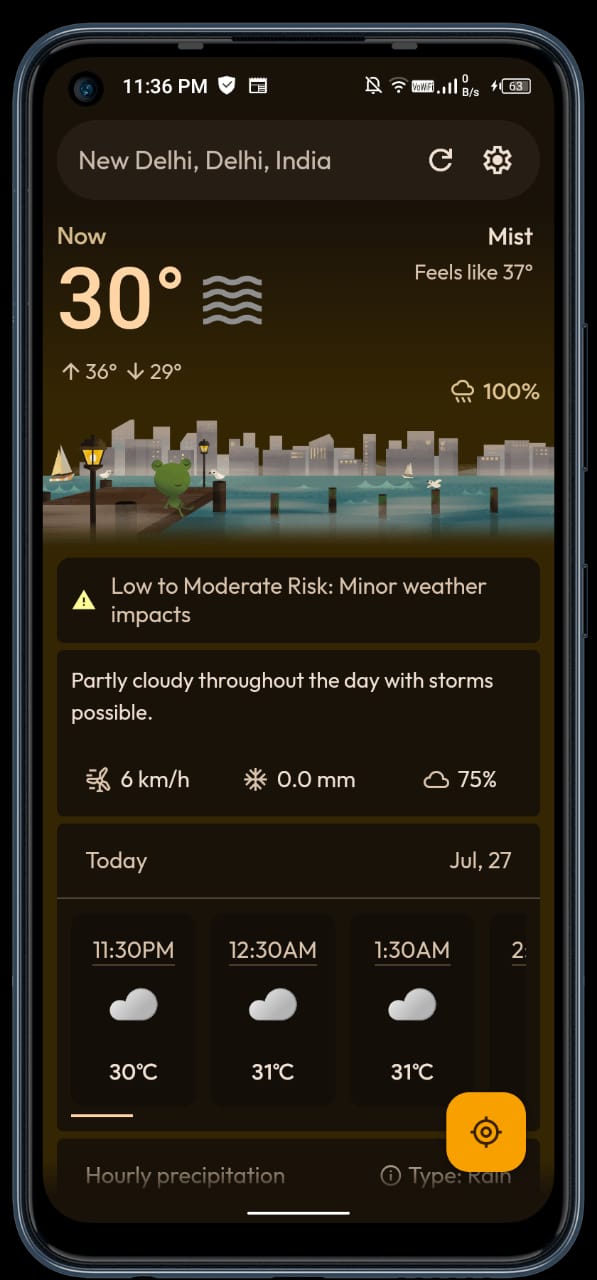 11:36 PM VoWiFi 0 B/s 63
New Delhi, Delhi, India
Now Mist
30° Feels like 37°
36° 29°
100%
Low to Moderate Risk: Minor weather
impacts
Partly cloudy throughout the day with storms
possible.
6 km/h 0.0 mm 75%
Today Jul, 27
11:30PM 12:30AM 1:30AM 2:
30°C 31°C 31°C
Hourly precipitation Type: Rain